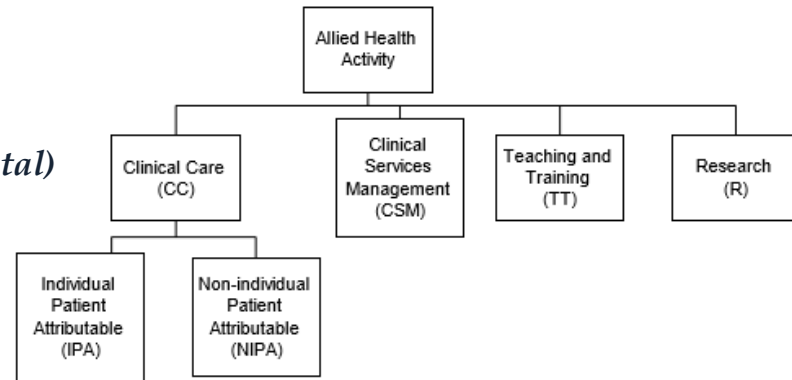 Allied Health
Activity
tal)
Clinical Care
(CC)
Clinical
Services
Management
(CSM)
Teaching and
Training
(TT)
Research
(R)
Individual
Patient
Attributable
(IPA)
Non-individual
Patient
Attributable
(NIPA)